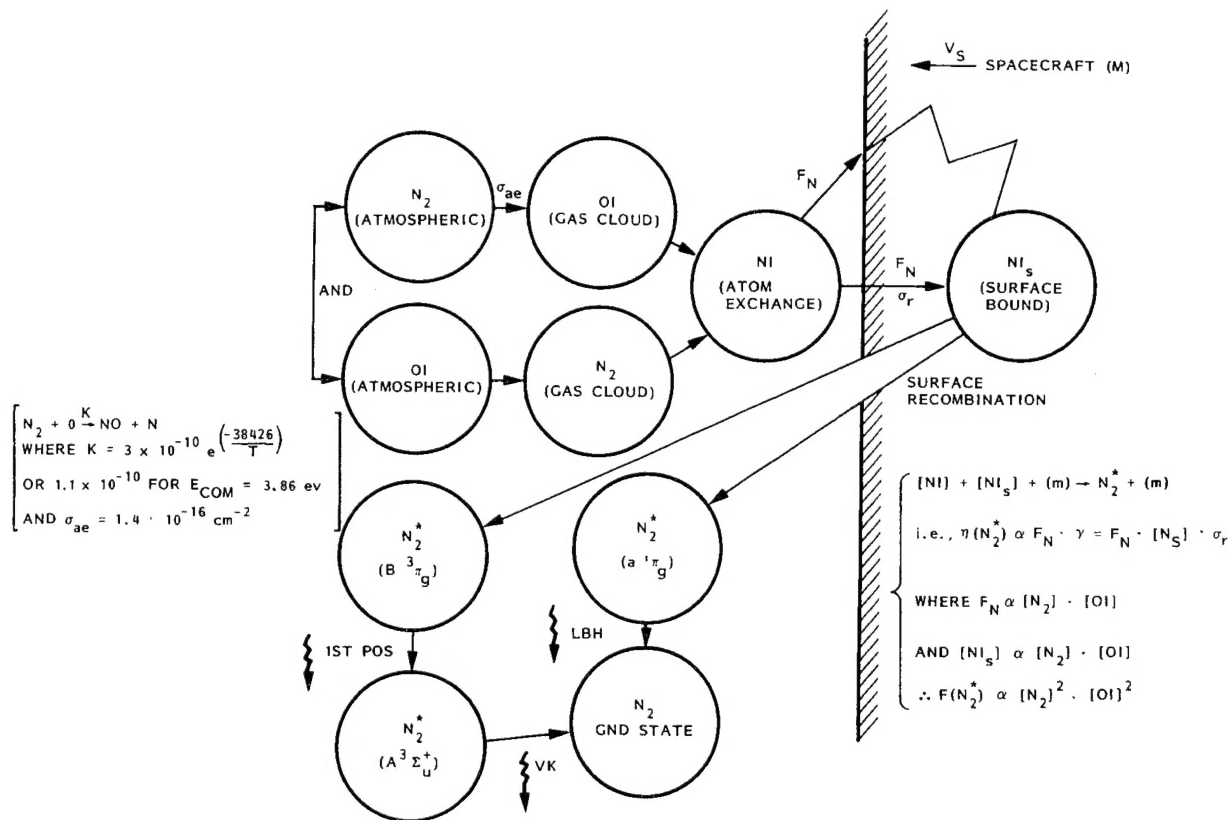 V_S
SPACECRAFT (M)
N_2
(ATMOSPHERIC)
σ_ae
OI
(GAS CLOUD)
F_N
AND
NI
(ATOM
EXCHANGE)
F_N
σ_r
NI_s
(SURFACE
BOUND)
OI
(ATMOSPHERIC)
N_2
(GAS CLOUD)
SURFACE
RECOMBINATION
N_2 + 0 K→ NO + N
WHERE K = 3 x 10^-10 e^(-38426/T)
OR 1.1 x 10^-10 FOR E_COM = 3.86 ev
AND σ_ae = 1.4 · 10^-16 cm^-2
N_2^*
(B ^3π_g)
N_2^*
(a ^1π_g)
[NI] + [NI_s] + (m) → N_2^* + (m)
i.e., η(N_2^*) α F_N · γ = F_N · [N_S] · σ_r
WHERE F_N α [N_2] · [OI]
AND [NI_s] α [N_2] · [OI]
∴ F(N_2^*) α [N_2]^2 · [OI]^2
1ST POS
LBH
N_2^*
(A^3 Σ_u^+)
N_2
GND STATE
VK